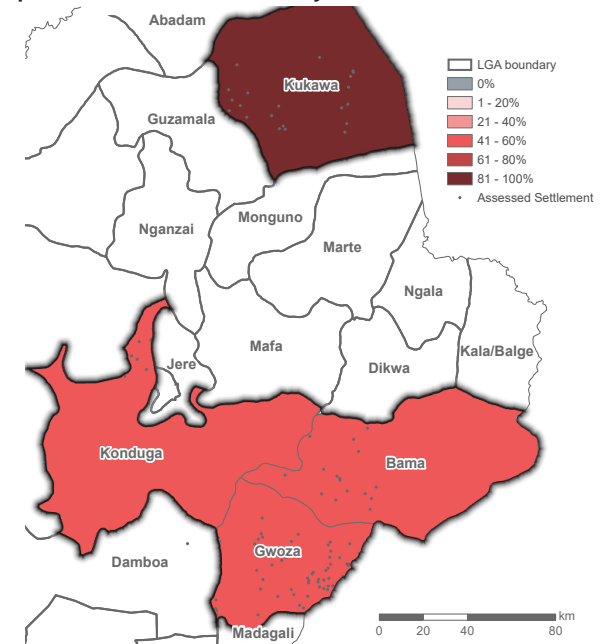 Abadam
Kukawa
Guzamala
LGA boundary
0%
1 - 20%
21 - 40%
41 - 60%
61 - 80%
81 - 100%
Assessed Settlement
Nganzai
Monguno
Marte
Ngala
Mafa
Jere
Dikwa
Kala/Balge
Konduga
Bama
Gwoza
Damboa
Madagali
km
0 20 40 80